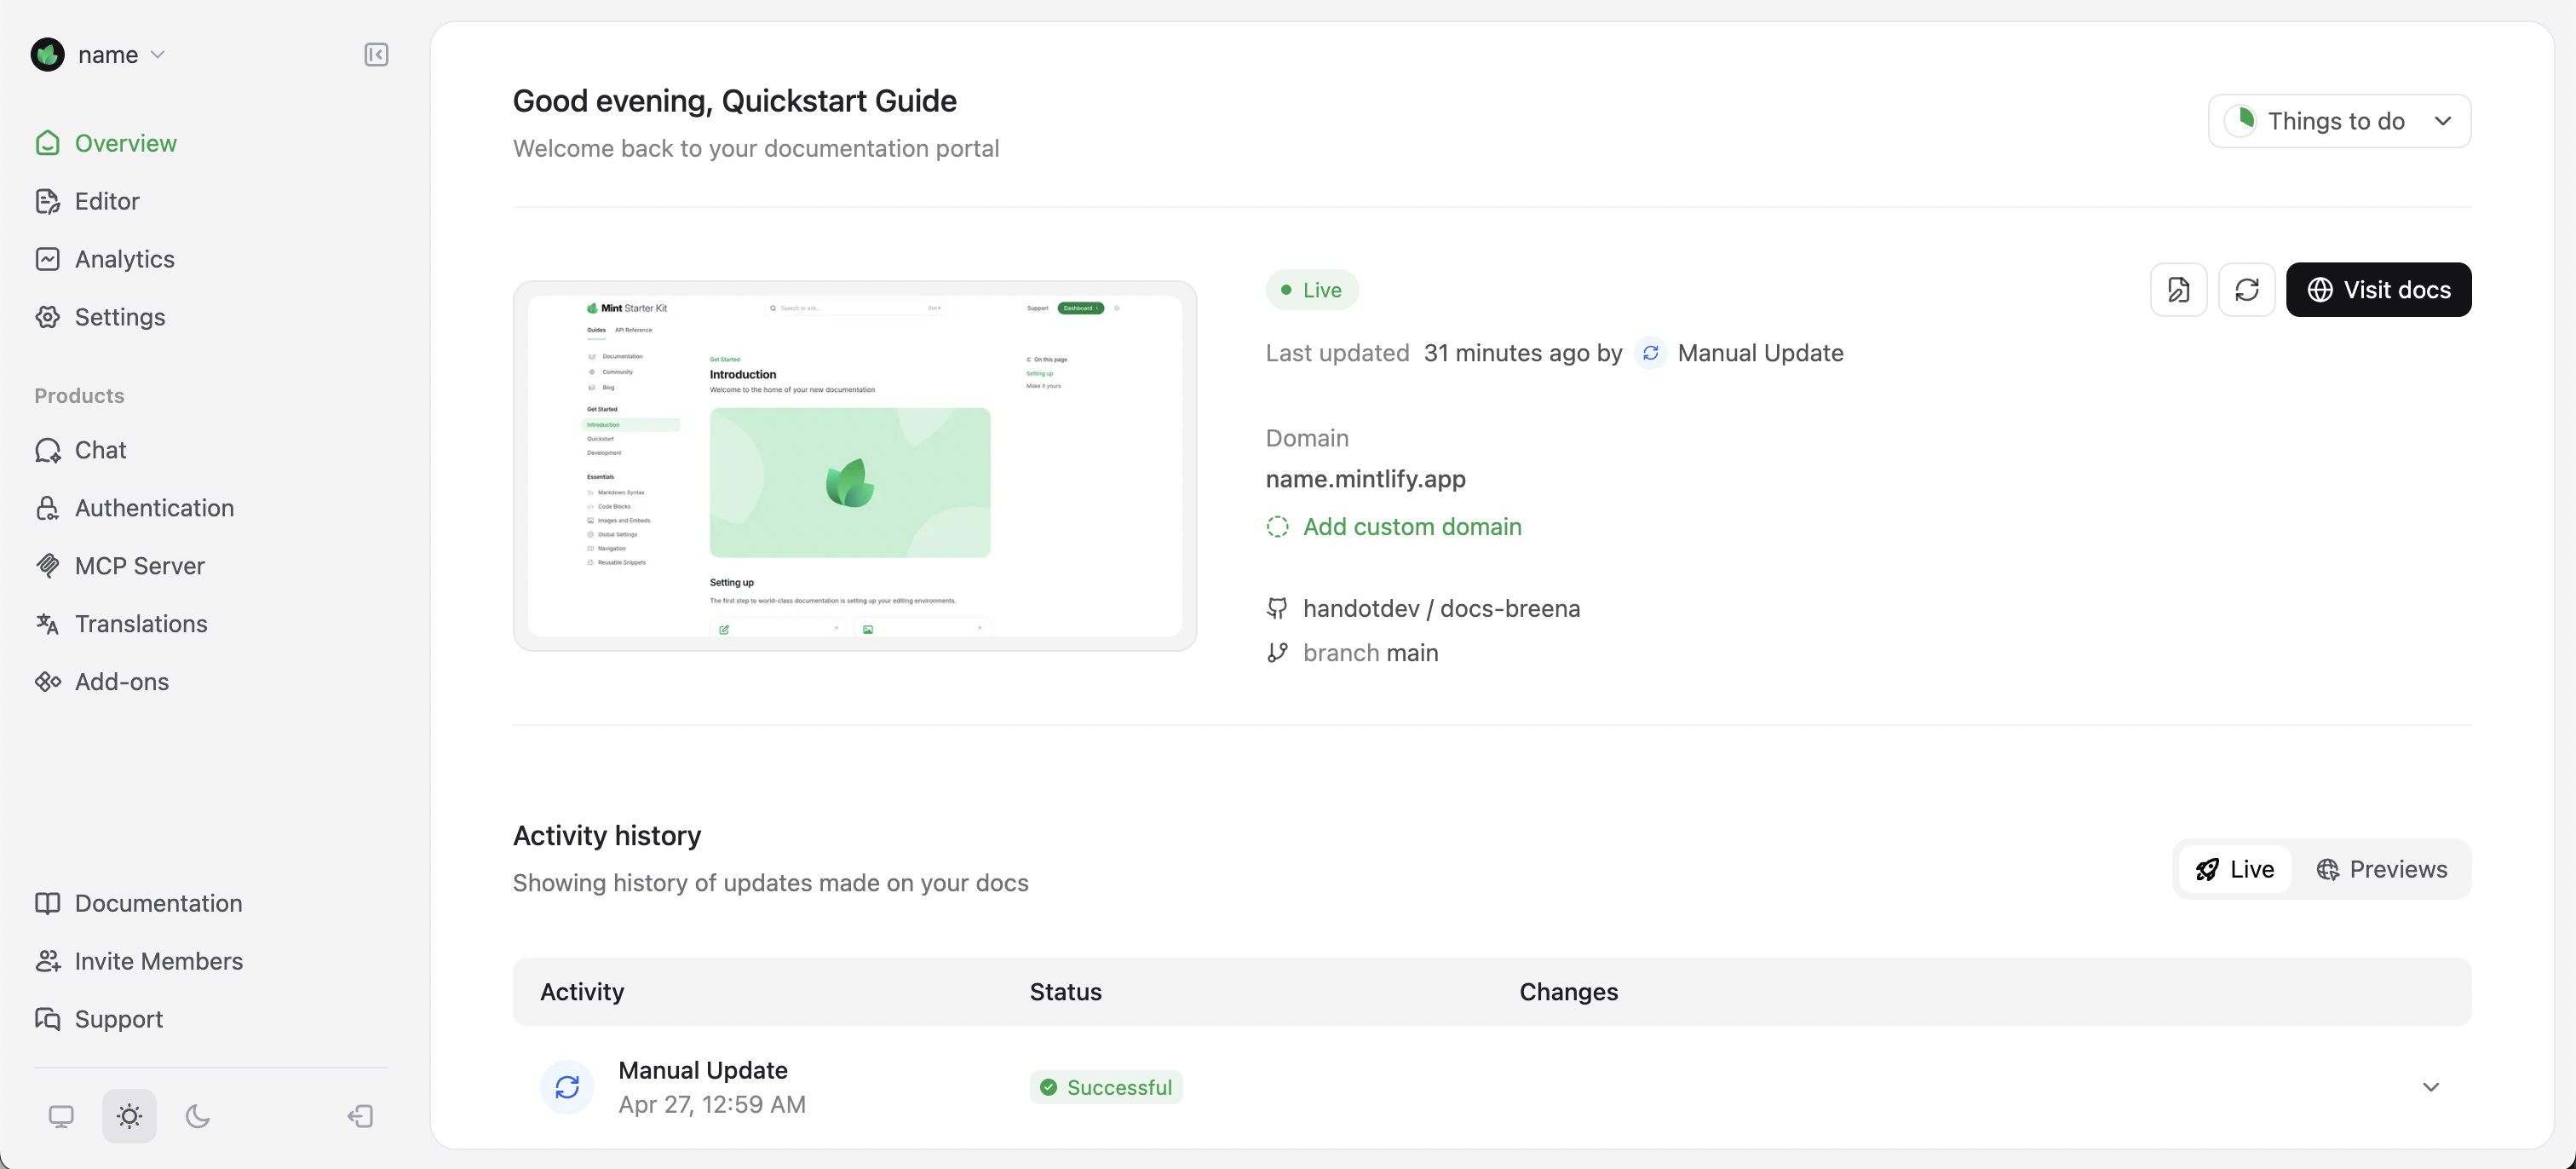 name
Overview
Editor
Analytics
Settings
Products
Chat
Authentication
MCP Server
Translations
Add-ons
Documentation
Invite Members
Support
Good evening, Quickstart Guide
Welcome back to your documentation portal
Things to do
Mint Starter Kit
Search or ask...
Support
Dashboard
Guides API Reference
Documentation
Community
Blog
Get Started
Introduction
Quickstart
Development
Essentials
Markdown Syntax
Code Blocks
Images and Embeds
Global Settings
Navigation
Reusable Snippets
Get Started
Introduction
Welcome to the home of your new documentation
Setting up
The first step to world-class documentation is setting up your editing environments.
On this page
Setting up
Make it yours
Live
Visit docs
Last updated 31 minutes ago by Manual Update
Domain
name.mintlify.app
Add custom domain
handotdev / docs-breena
branch main
Activity history
Showing history of updates made on your docs
Live
Previews
Activity Status Changes
Manual Update
Apr 27, 12:59 AM
Successful